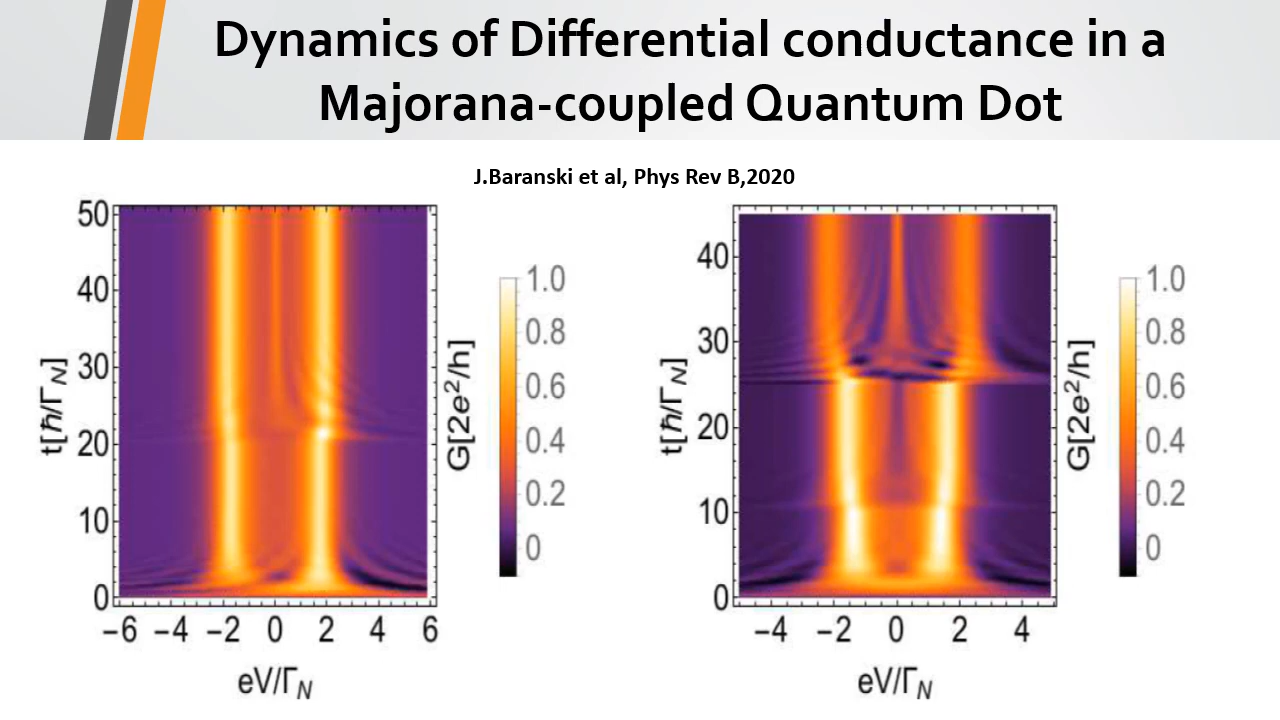 Dynamics of Differential conductance in a
Majorana-coupled Quantum Dot
J.Baranski et al, Phys Rev B,2020
50
40
30
20
10
0
t[ℏ/Γ_N]
−6 −4 −2 0 2 4 6
eV/Γ_N
1.0
0.8
0.6
0.4
0.2
0
G[2e²/h]
40
30
20
10
0
t[ℏ/Γ_N]
−4 −2 0 2 4
eV/Γ_N
1.0
0.8
0.6
0.4
0.2
0
G[2e²/h]